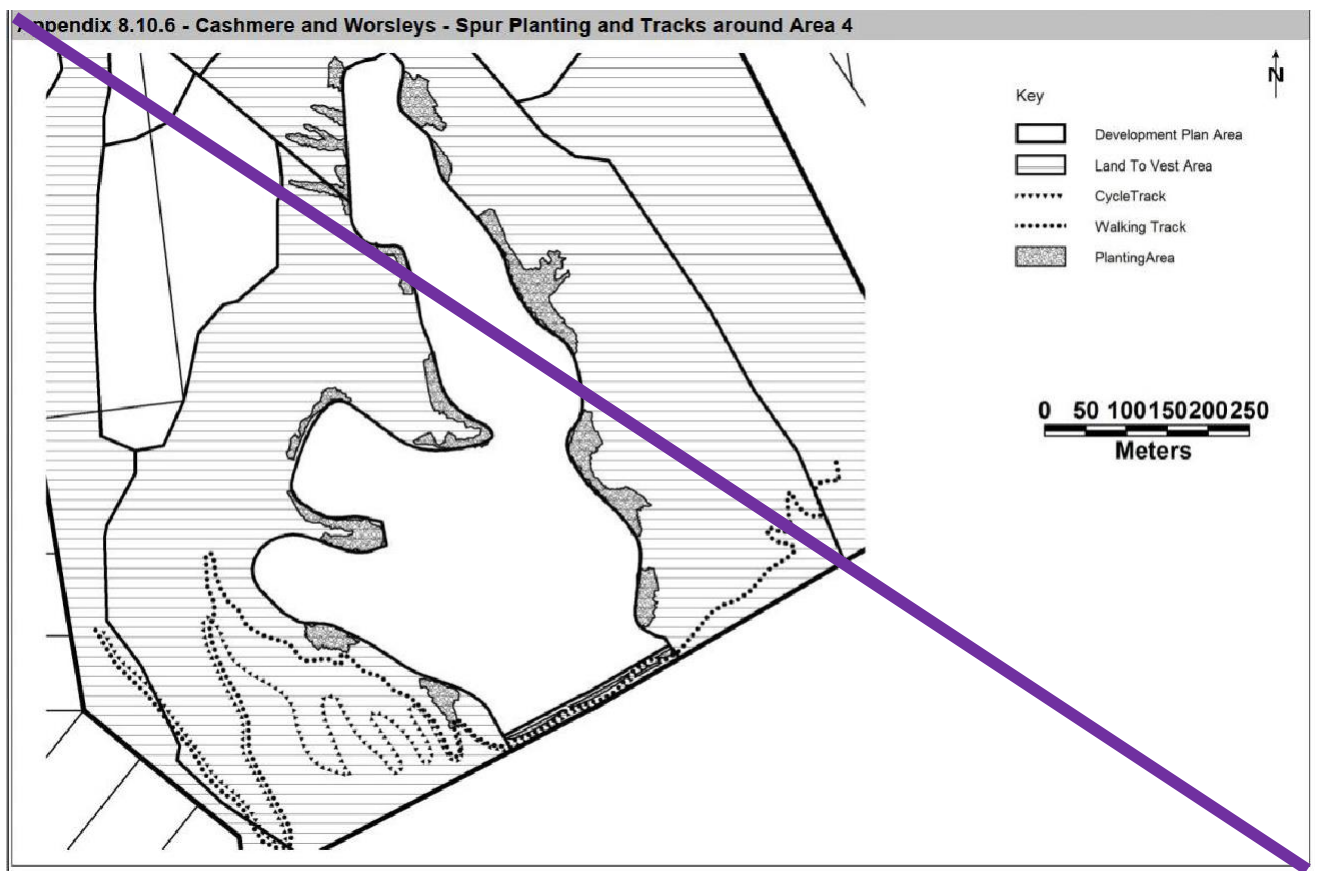 Appendix 8.10.6 - Cashmere and Worsleys - Spur Planting and Tracks around Area 4
N
Key
Development Plan Area
Land To Vest Area
CycleTrack
Walking Track
PlantingArea
0 50 100150200250
Meters